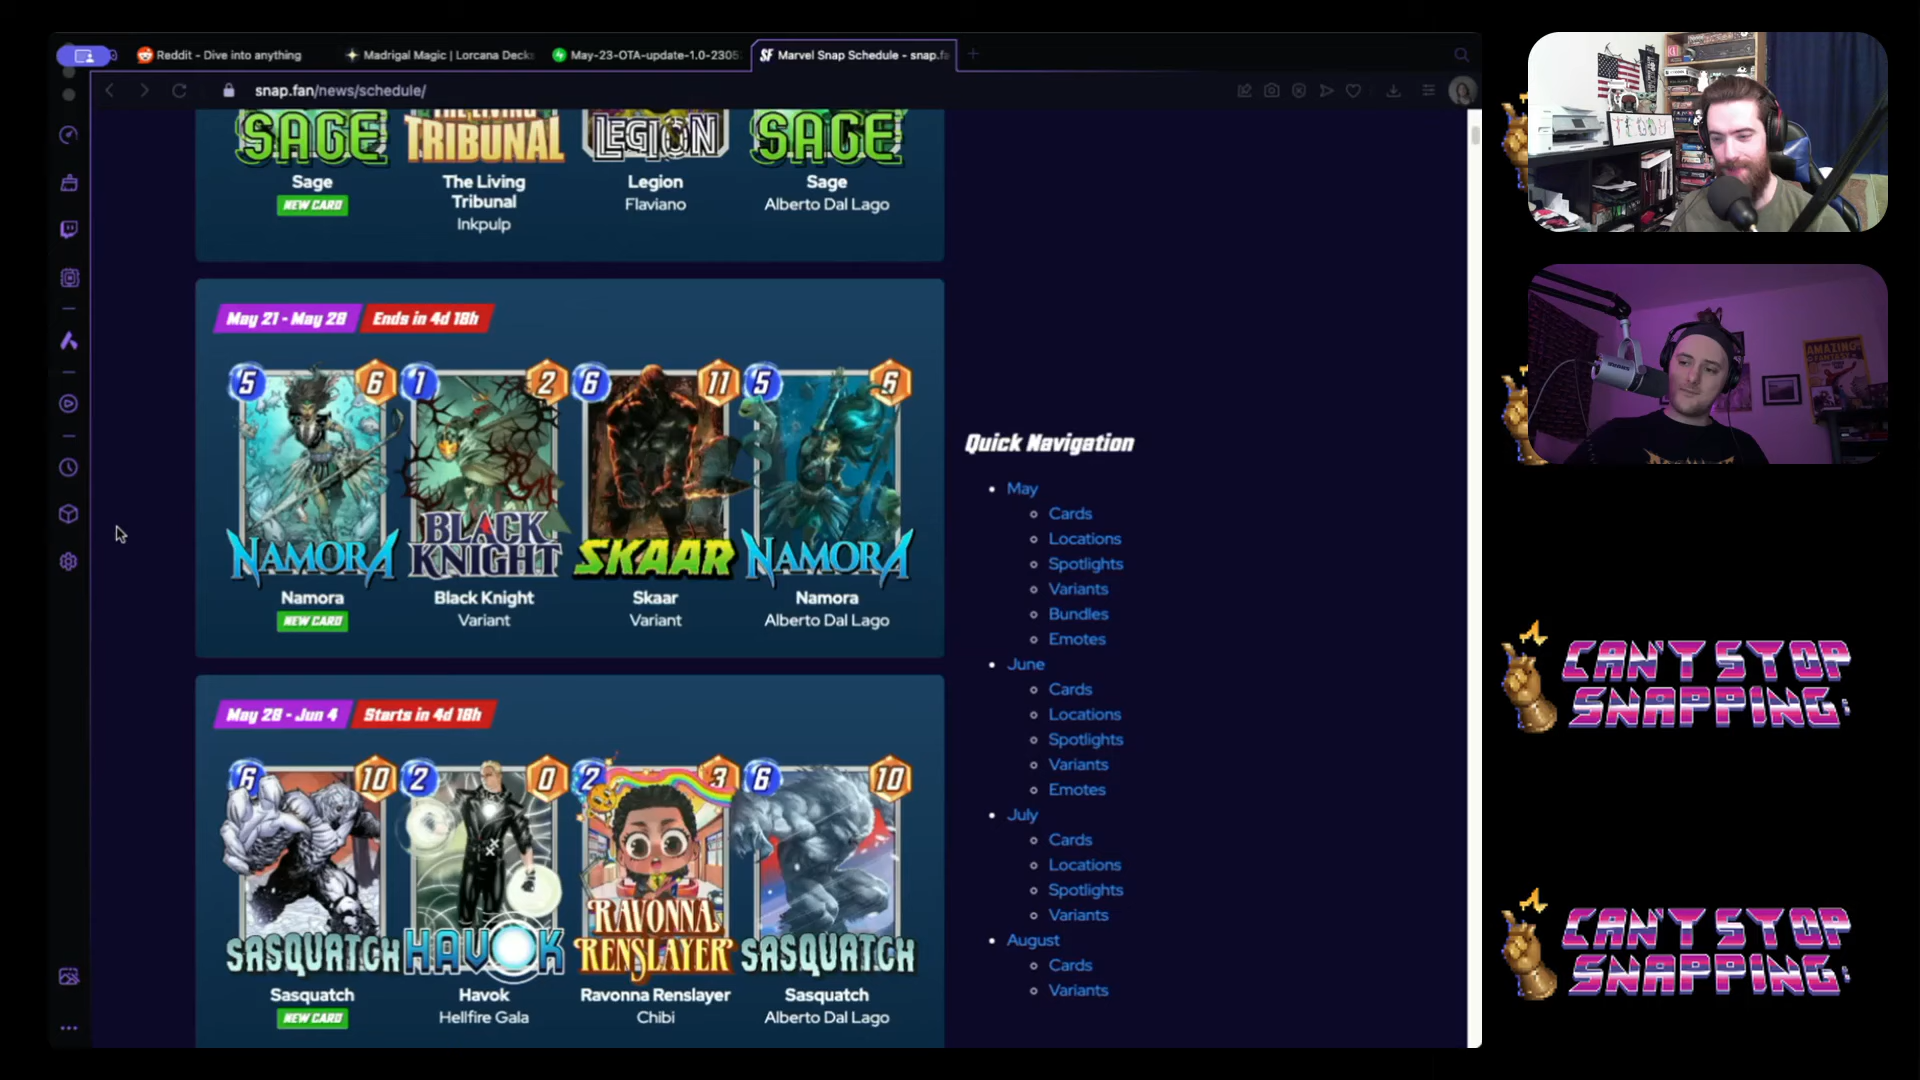 Reddit - Dive into anything
Madrigal Magic | Lorcana Decks
May-23-OTA-update-1.0-2305
SF Marvel Snap Schedule - snap.fa
snap.fan/news/schedule/
SAGE
THE LIVING TRIBUNAL
LEGION
SAGE
Sage
NEW CARD
The Living
Tribunal
Inkpulp
Legion
Flaviano
Sage
Alberto Dal Lago
May 21 - May 28
Ends in 4d 18h
5
6
1
2
6
11
5
6
NAMORA
BLACK
KNIGHT
SKAAR
NAMORA
Namora
NEW CARD
Black Knight
Variant
Skaar
Variant
Namora
Alberto Dal Lago
May 28 - Jun 4
Starts in 4d 18h
6
10
2
0
2
3
6
10
SASQUATCH
HAVOK
RAVONNA
RENSLAYER
SASQUATCH
Sasquatch
NEW CARD
Havok
Hellfire Gala
Ravonna Renslayer
Chibi
Sasquatch
Alberto Dal Lago
Quick Navigation
May
Cards
Locations
Spotlights
Variants
Bundles
Emotes
June
Cards
Locations
Spotlights
Variants
Emotes
July
Cards
Locations
Spotlights
Variants
August
Cards
Variants
AMAZING
FANTASY
CAN'T STOP
SNAPPING:
CAN'T STOP
SNAPPING: